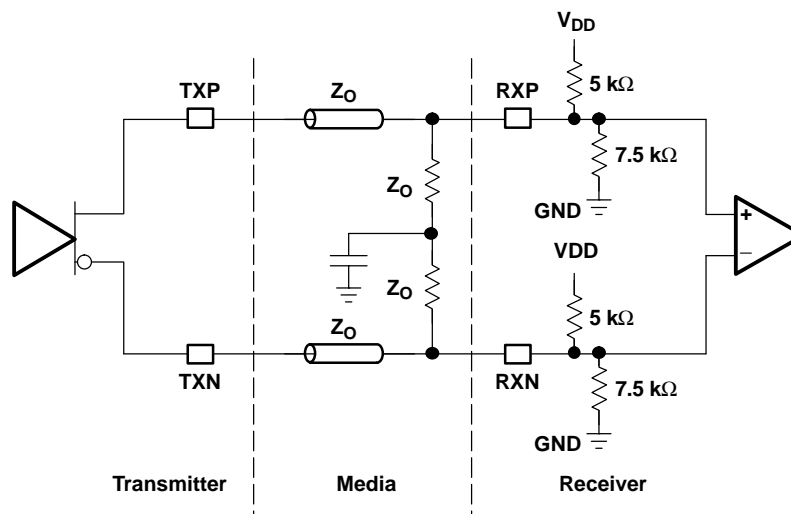 VDD
5 kΩ
TXP
ZO
RXP
7.5 kΩ
ZO
GND
+
−
VDD
ZO
ZO
5 kΩ
TXN
RXN
7.5 kΩ
GND
Transmitter
Media
Receiver